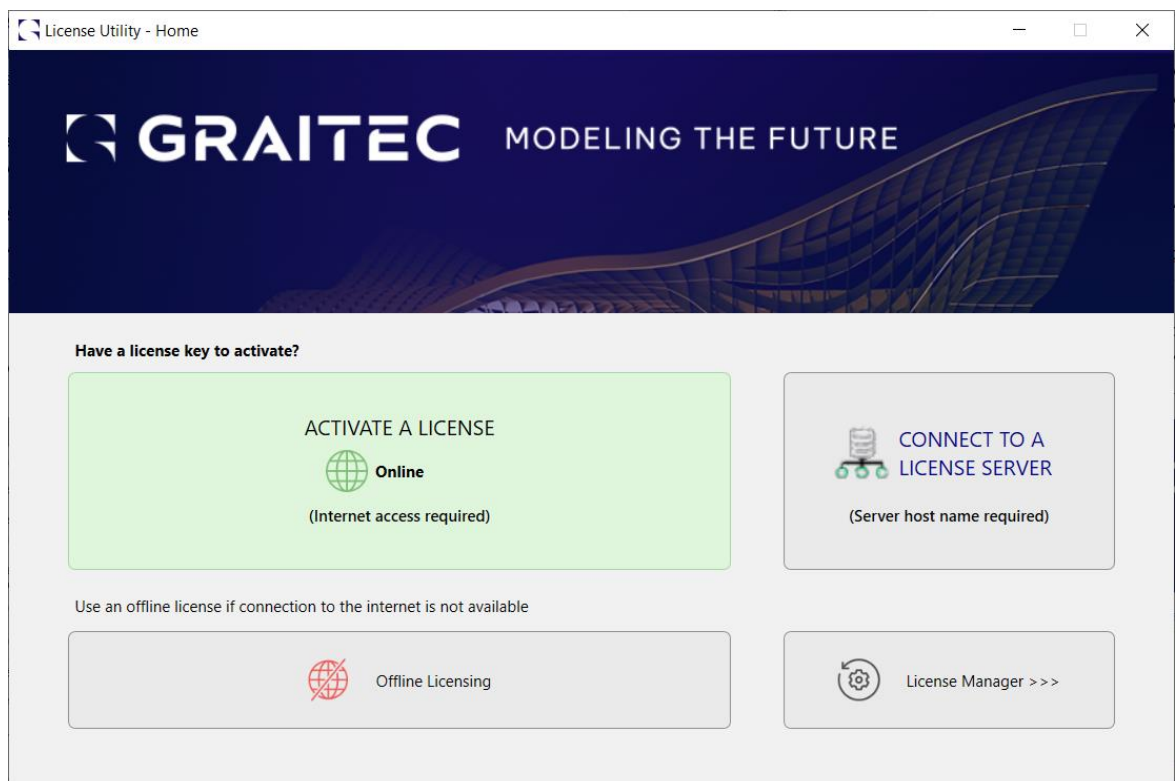 License Utility - Home
GRAITEC MODELING THE FUTURE
Have a license key to activate?
ACTIVATE A LICENSE
Online
(Internet access required)
CONNECT TO A
LICENSE SERVER
(Server host name required)
Use an offline license if connection to the internet is not available
Offline Licensing
License Manager >>>